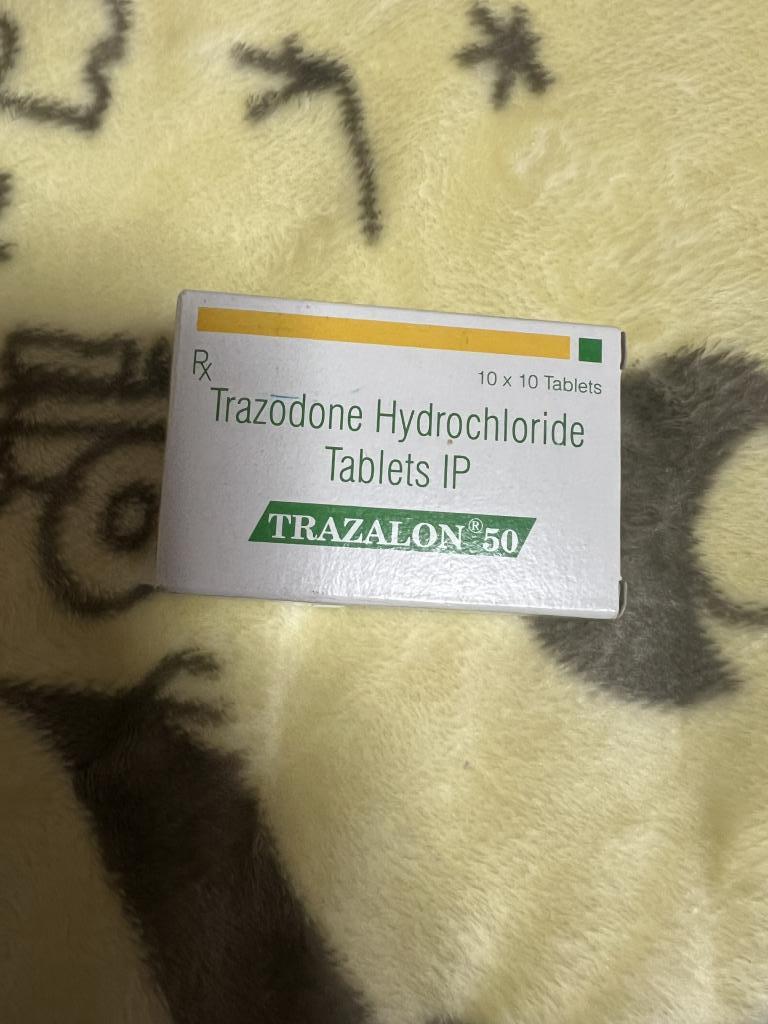 Rx
10 x 10 Tablets
Trazodone Hydrochloride
Tablets IP
TRAZALON® 50